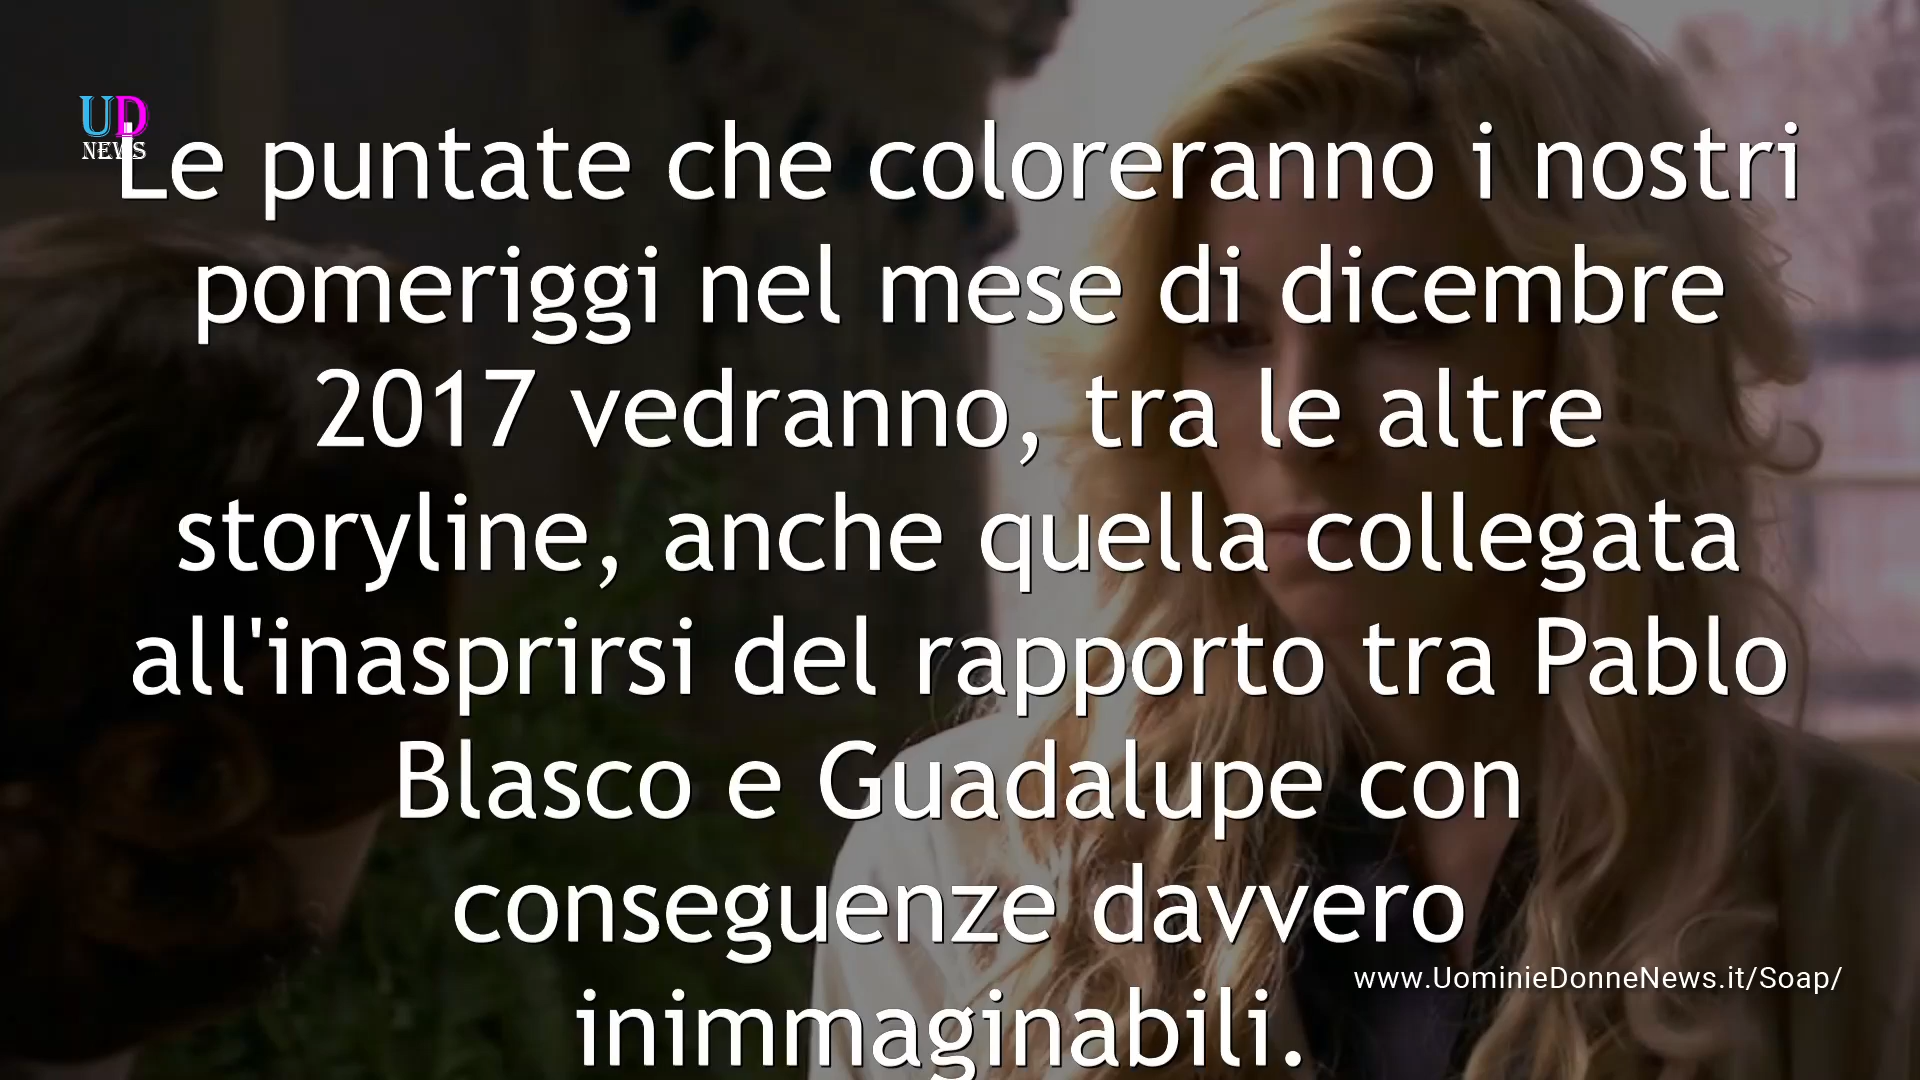 UD
NEWS
Le puntate che coloreranno i nostri
pomeriggi nel mese di dicembre
2017 vedranno, tra le altre
storyline, anche quella collegata
all'inasprirsi del rapporto tra Pablo
Blasco e Guadalupe con
conseguenze davvero
www.UominieDonneNews.it/Soap/
inimmaginabili.